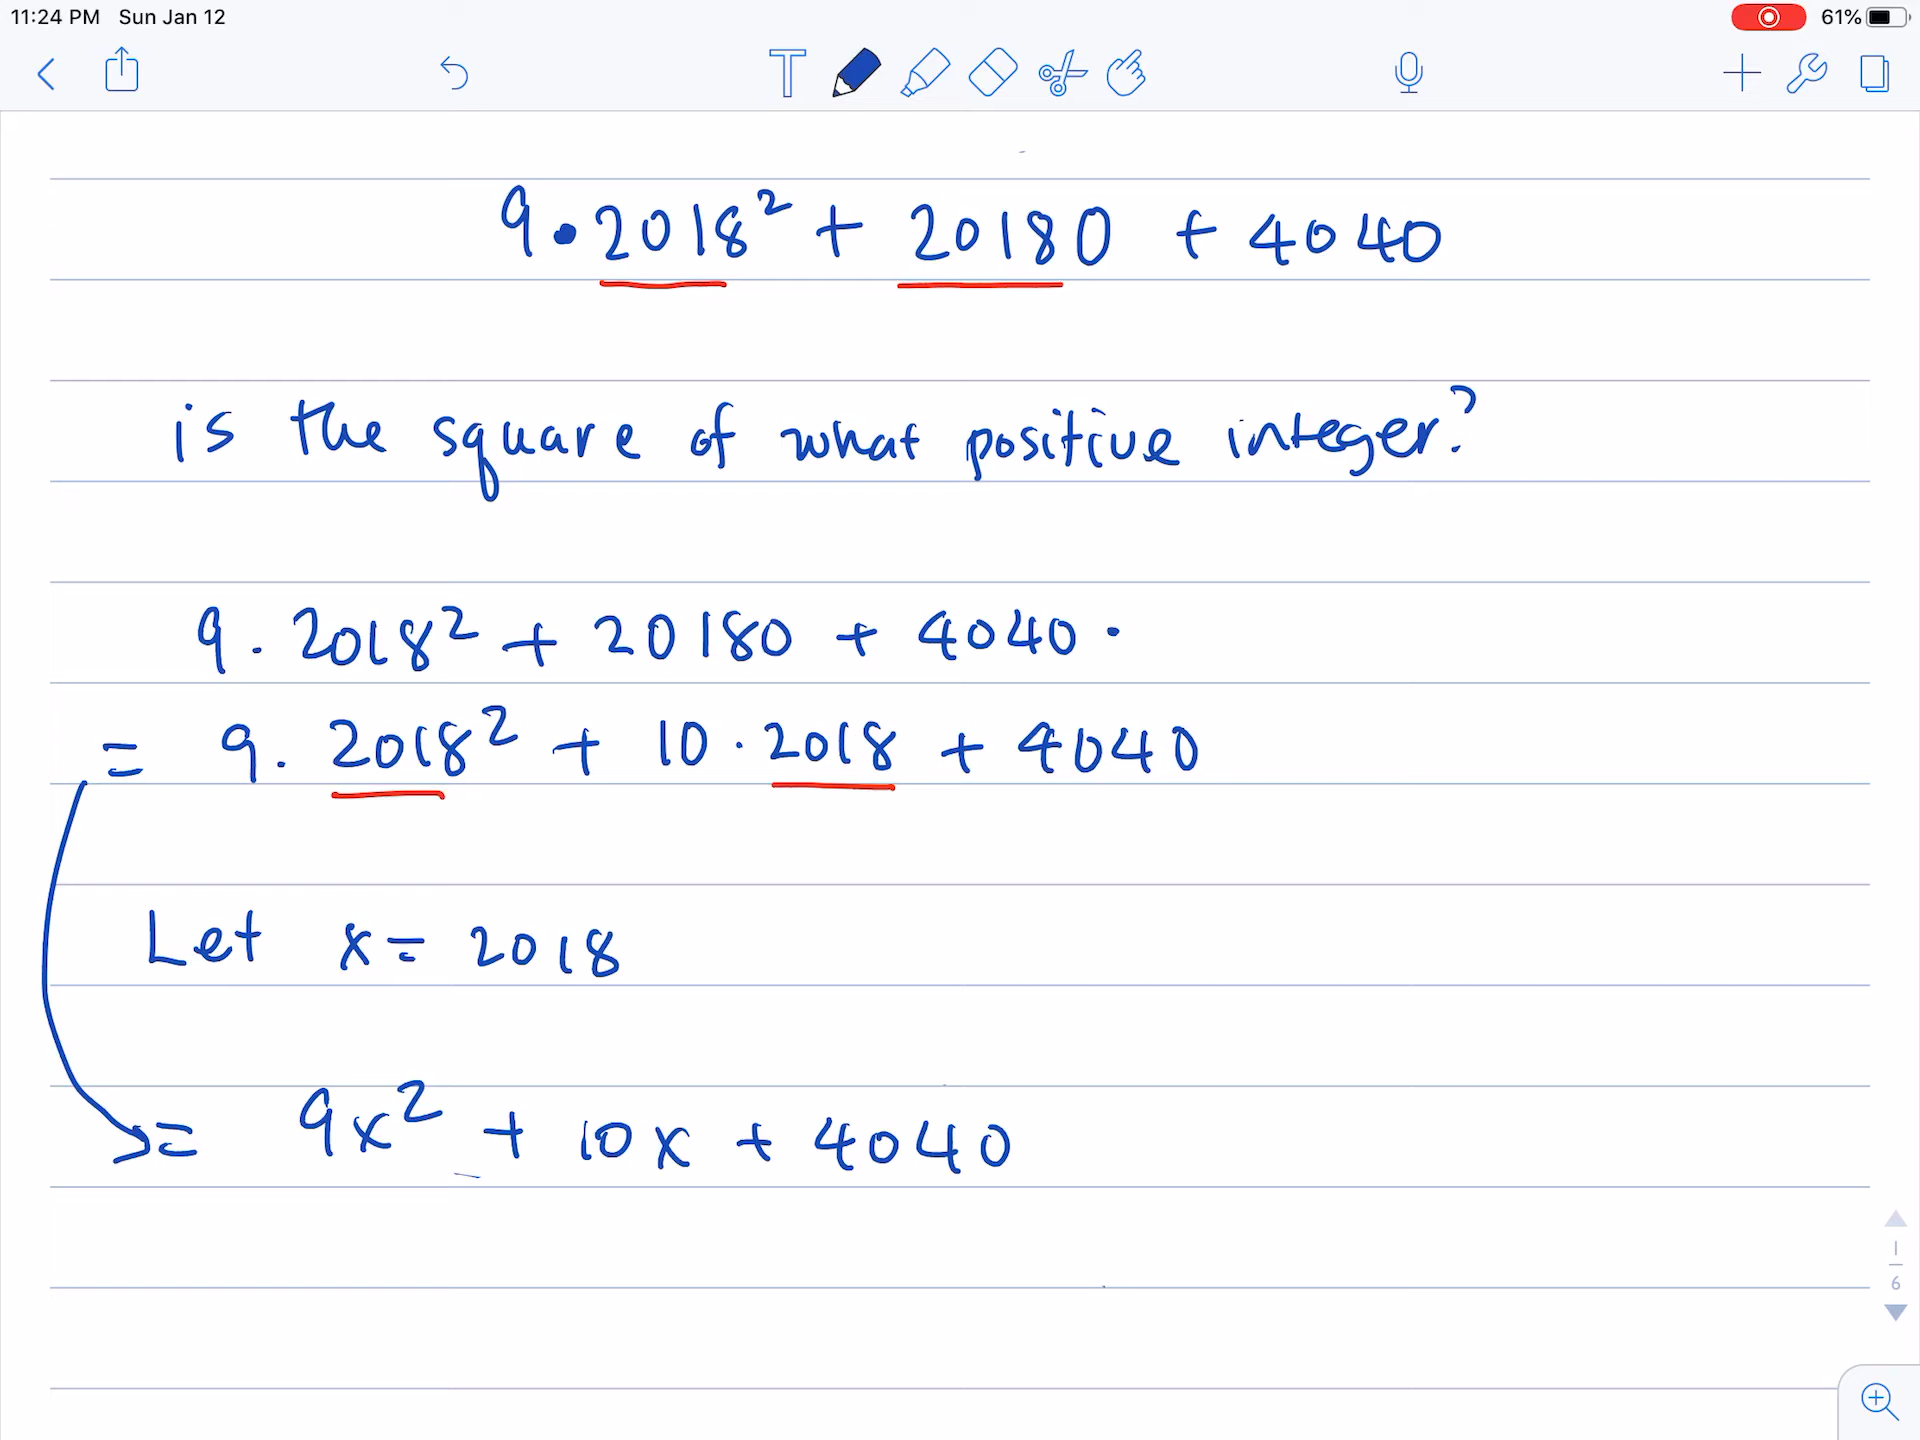 11:24 PM Sun Jan 12 61%
T
9·2018² + 20180 + 4040
is the square of what positive integer?
9·2018² + 20180 + 4040·
= 9·2018² + 10·2018 + 4040
Let x = 2018
= 9x² + 10x + 4040
1
6